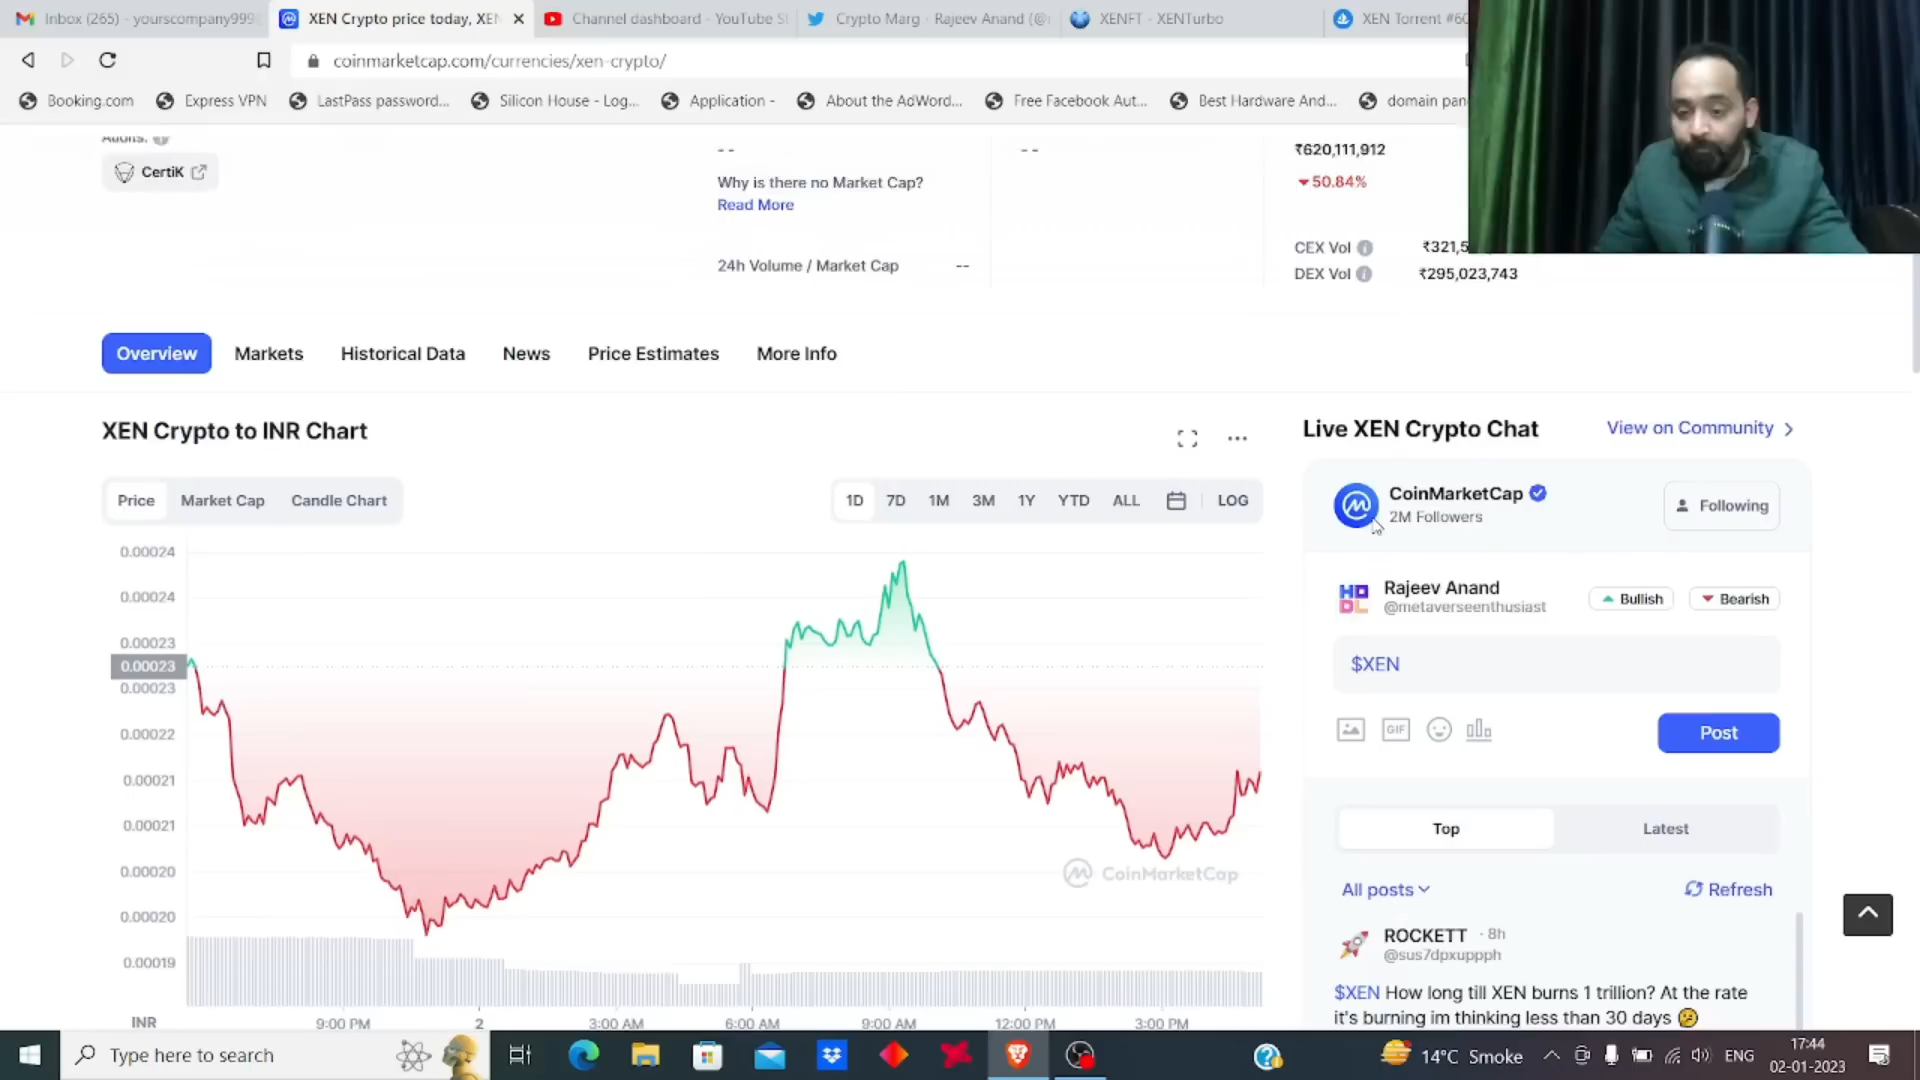 Inbox (265) - yourscompany999
XEN Crypto price today, XEN
Channel dashboard - YouTube St
Crypto Marg - Rajeev Anand (@
XENFT - XENTurbo
XEN Torrent #60
coinmarketcap.com/currencies/xen-crypto/
Booking.com
Express VPN
LastPass password...
Silicon House - Log...
Application -
About the AdWord...
Free Facebook Aut...
Best Hardware And...
domain pan
Audits:
CertiK
--
--
₹620,111,912
50.84%
Why is there no Market Cap?
Read More
24h Volume / Market Cap --
CEX Vol ₹321,5
DEX Vol ₹295,023,743
Overview
Markets
Historical Data
News
Price Estimates
More Info
XEN Crypto to INR Chart
Price
Market Cap
Candle Chart
1D
7D
1M
3M
1Y
YTD
ALL
LOG
0.00024
0.00024
0.00023
0.00023
0.00023
0.00022
0.00021
0.00021
0.00020
0.00020
0.00019
CoinMarketCap
INR
9:00 PM
2
3:00 AM
6:00 AM
9:00 AM
12:00 PM
3:00 PM
Live XEN Crypto Chat
View on Community
CoinMarketCap
2M Followers
Following
HODL
Rajeev Anand
@metaverseenthusiast
Bullish
Bearish
$XEN
GIF
Post
Top
Latest
All posts
Refresh
ROCKETT · 8h
@sus7dpxuppph
$XEN How long till XEN burns 1 trillion? At the rate
it's burning im thinking less than 30 days 🤔
Type here to search
14°C Smoke
ENG
17:44
02-01-2023